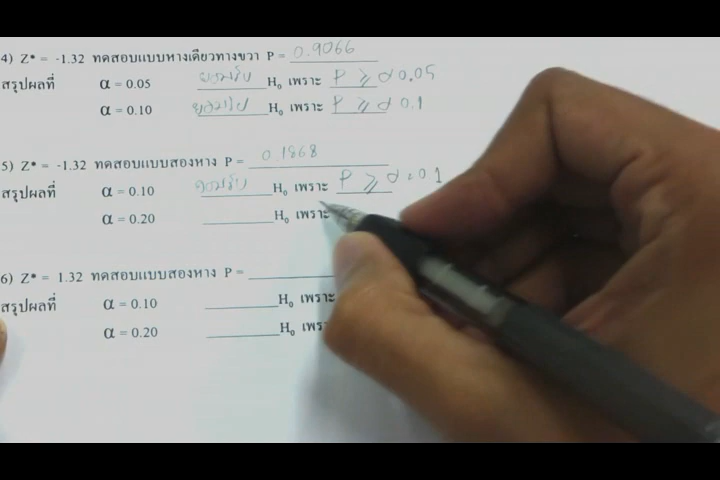 4) Z* = -1.32 ทดสอบแบบหางเดียวทางขวา P = 0.9066
สรุปผลที่ α = 0.05 ยอมรับ H₀ เพราะ P ⩾ α 0.05
α = 0.10 ยอมรับ H₀ เพราะ P ⩾ α 0.1
5) Z* = -1.32 ทดสอบแบบสองหาง P = 0.1868
สรุปผลที่ α = 0.10 ยอมรับ H₀ เพราะ P ⩾ α = 0.1
α = 0.20 H₀ เพราะ
6) Z* = 1.32 ทดสอบแบบสองหาง P =
สรุปผลที่ α = 0.10 H₀ เพราะ
α = 0.20 H₀